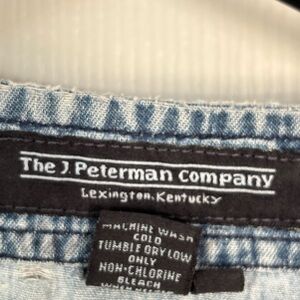 The J. Peterman Company
Lexington, Kentucky
MACHINE WASH
COLD
TUMBLE DRY LOW
ONLY
NON-CHLORINE
BLEACH